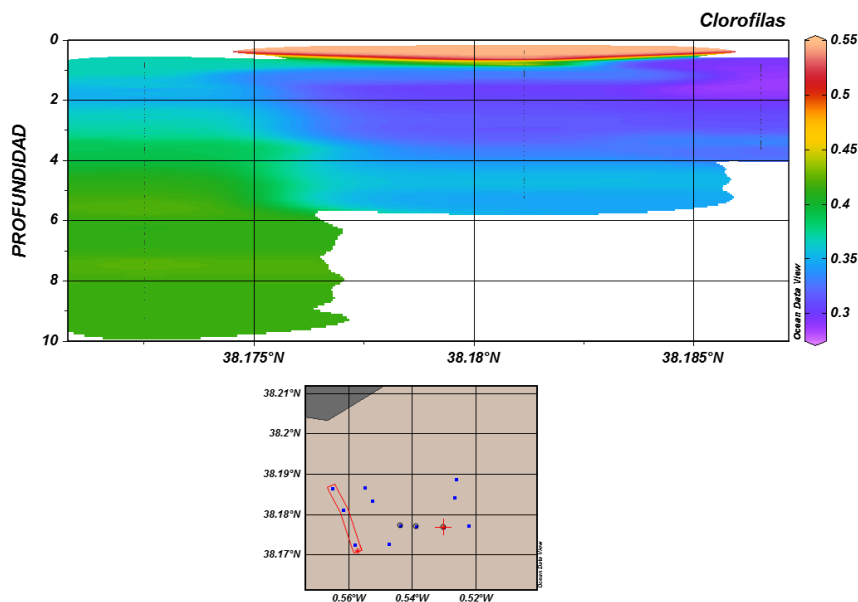 Clorofilas
PROFUNDIDAD
0
2
4
6
8
10
38.175°N
38.18°N
38.185°N
0.55
0.5
0.45
0.4
0.35
0.3
Ocean Data View
38.21°N
38.2°N
38.19°N
38.18°N
38.17°N
0.56°W
0.54°W
0.52°W
Ocean Data View